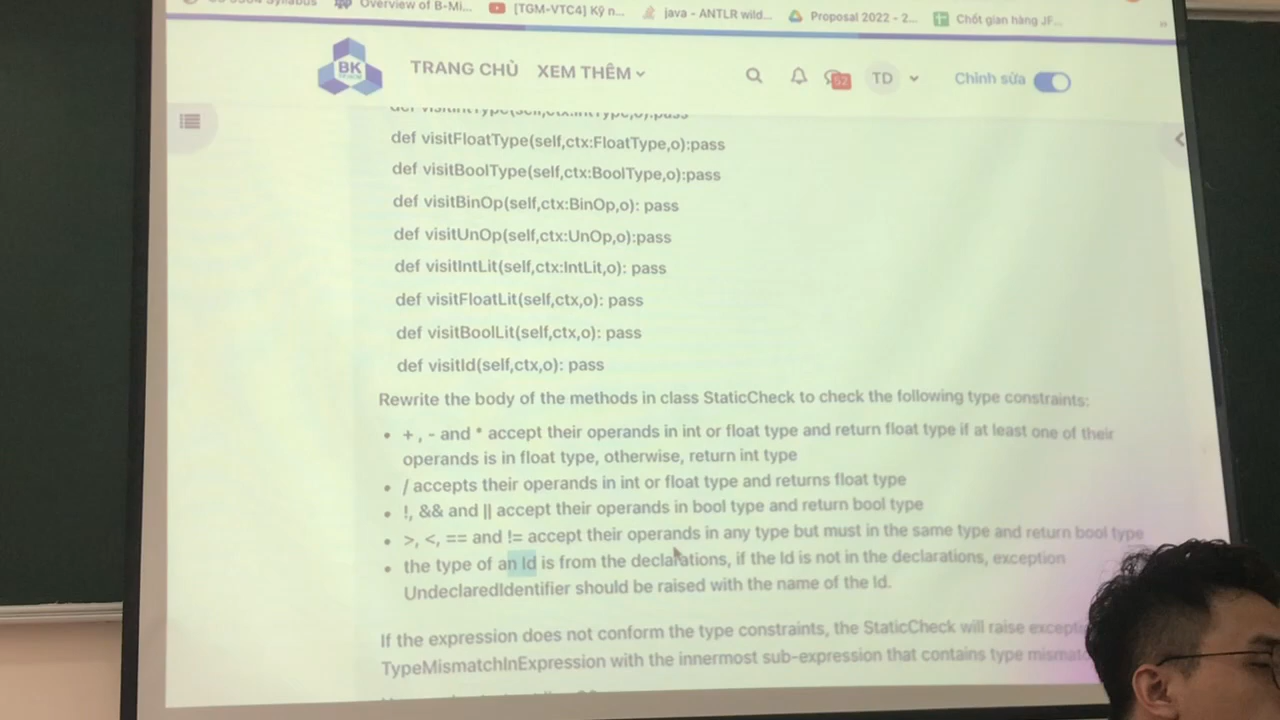 Overview of B-Mi...
[TGM-VTC4] Kỹ n...
java - ANTLR wild...
Proposal 2022 - 2...
Chốt gian hàng JF...
BK
TRANG CHỦ XEM THÊM
52
TD
Chỉnh sửa
def visitIntType(self,ctx:IntType,o):pass
def visitFloatType(self,ctx:FloatType,o):pass
def visitBoolType(self,ctx:BoolType,o):pass
def visitBinOp(self,ctx:BinOp,o): pass
def visitUnOp(self,ctx:UnOp,o):pass
def visitIntLit(self,ctx:IntLit,o): pass
def visitFloatLit(self,ctx,o): pass
def visitBoolLit(self,ctx,o): pass
def visitId(self,ctx,o): pass
Rewrite the body of the methods in class StaticCheck to check the following type constraints:
• + , - and * accept their operands in int or float type and return float type if at least one of their
operands is in float type, otherwise, return int type
• / accepts their operands in int or float type and returns float type
• !, && and || accept their operands in bool type and return bool type
• >, <, == and != accept their operands in any type but must in the same type and return bool type
• the type of an Id is from the declarations, if the Id is not in the declarations, exception
UndeclaredIdentifier should be raised with the name of the Id.
If the expression does not conform the type constraints, the StaticCheck will raise
TypeMismatchInExpression with the innermost sub-expression that contains type